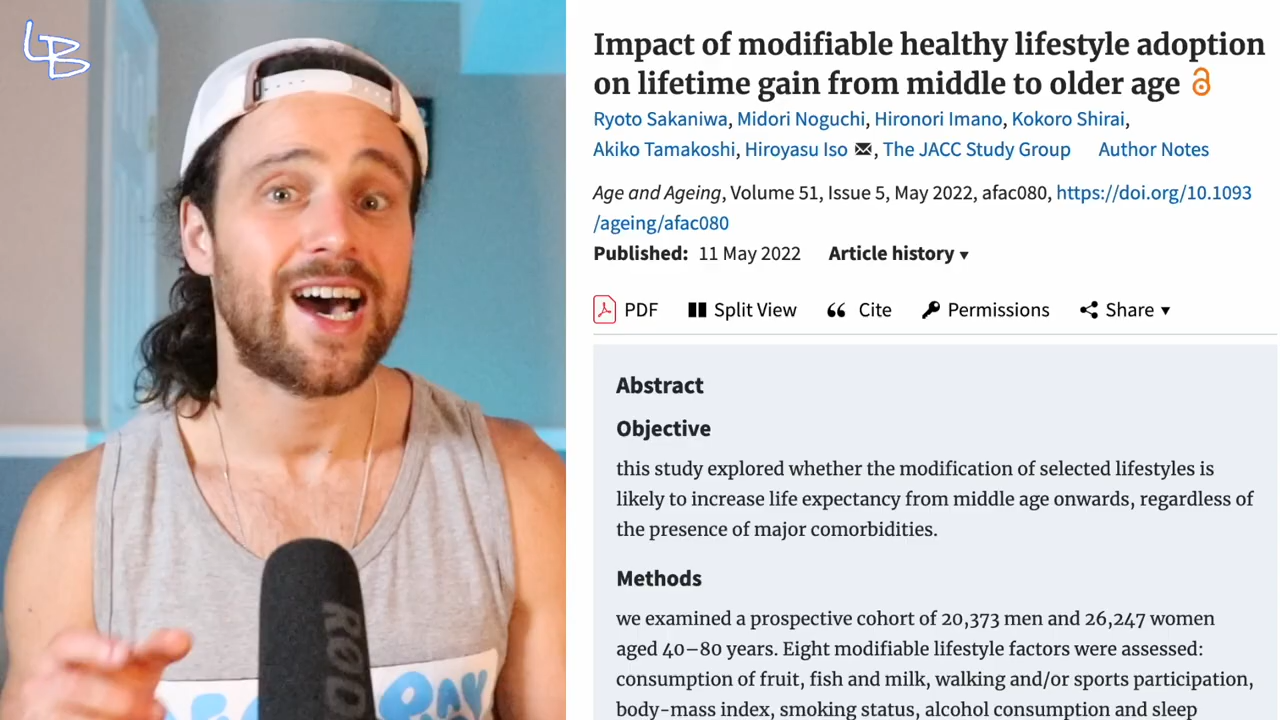 LB
Impact of modifiable healthy lifestyle adoption
on lifetime gain from middle to older age
Ryoto Sakaniwa, Midori Noguchi, Hironori Imano, Kokoro Shirai,
Akiko Tamakoshi, Hiroyasu Iso , The JACC Study Group Author Notes
Age and Ageing, Volume 51, Issue 5, May 2022, afac080, https://doi.org/10.1093
/ageing/afac080
Published: 11 May 2022 Article history ▾
PDF Split View Cite Permissions Share ▾
Abstract
Objective
this study explored whether the modification of selected lifestyles is
likely to increase life expectancy from middle age onwards, regardless of
the presence of major comorbidities.
Methods
we examined a prospective cohort of 20,373 men and 26,247 women
aged 40–80 years. Eight modifiable lifestyle factors were assessed:
consumption of fruit, fish and milk, walking and/or sports participation,
body-mass index, smoking status, alcohol consumption and sleep
ROD